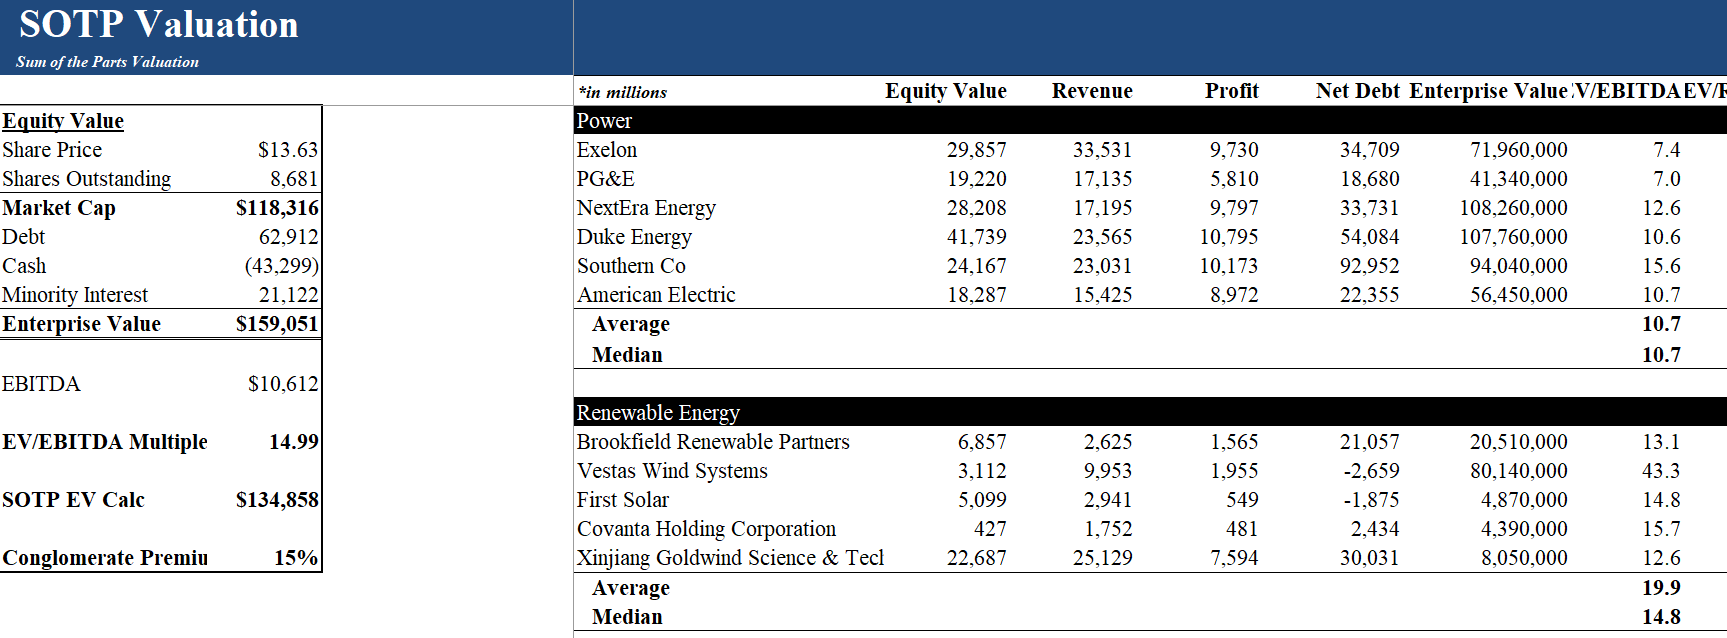 SOTP Valuation
Sum of the Parts Valuation
Equity Value
Share Price $13.63
Shares Outstanding 8,681
Market Cap $118,316
Debt 62,912
Cash (43,299)
Minority Interest 21,122
Enterprise Value $159,051
EBITDA $10,612
EV/EBITDA Multiple 14.99
SOTP EV Calc $134,858
Conglomerate Premiu 15%
*in millions Equity Value Revenue Profit Net Debt Enterprise Value V/EBITDA EV/R
Power
Exelon 29,857 33,531 9,730 34,709 71,960,000 7.4
PG&E 19,220 17,135 5,810 18,680 41,340,000 7.0
NextEra Energy 28,208 17,195 9,797 33,731 108,260,000 12.6
Duke Energy 41,739 23,565 10,795 54,084 107,760,000 10.6
Southern Co 24,167 23,031 10,173 92,952 94,040,000 15.6
American Electric 18,287 15,425 8,972 22,355 56,450,000 10.7
Average 10.7
Median 10.7
Renewable Energy
Brookfield Renewable Partners 6,857 2,625 1,565 21,057 20,510,000 13.1
Vestas Wind Systems 3,112 9,953 1,955 -2,659 80,140,000 43.3
First Solar 5,099 2,941 549 -1,875 4,870,000 14.8
Covanta Holding Corporation 427 1,752 481 2,434 4,390,000 15.7
Xinjiang Goldwind Science & Tecl 22,687 25,129 7,594 30,031 8,050,000 12.6
Average 19.9
Median 14.8